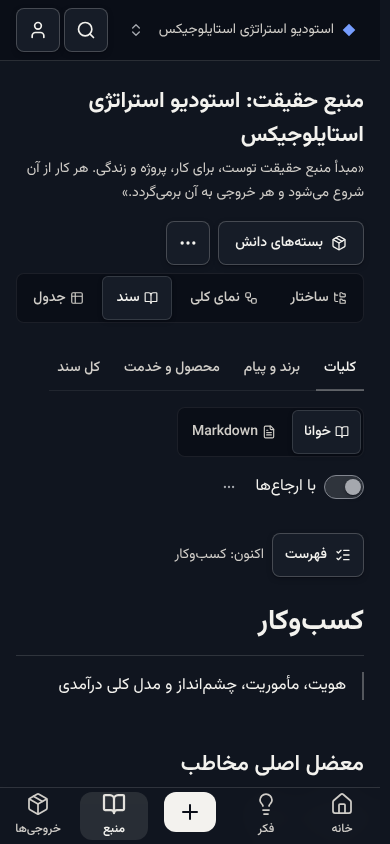 استودیو استراتژی استایلوجیکس
منبع حقیقت: استودیو استراتژی
استایلوجیکس
«مبدأ منبع حقیقت توست، برای کار، پروژه و زندگی. هر کار از آن
شروع می‌شود و هر خروجی به آن برمی‌گردد.»
بسته‌های دانش
ساختار
نمای کلی
سند
جدول
کلیات
برند و پیام
محصول و خدمت
کل سند
خوانا
Markdown
با ارجاع‌ها
فهرست
اکنون: کسب‌وکار
کسب‌وکار
هویت، مأموریت، چشم‌انداز و مدل کلی درآمدی
معضل اصلی مخاطب
خانه
فکر
منبع
خروجی‌ها